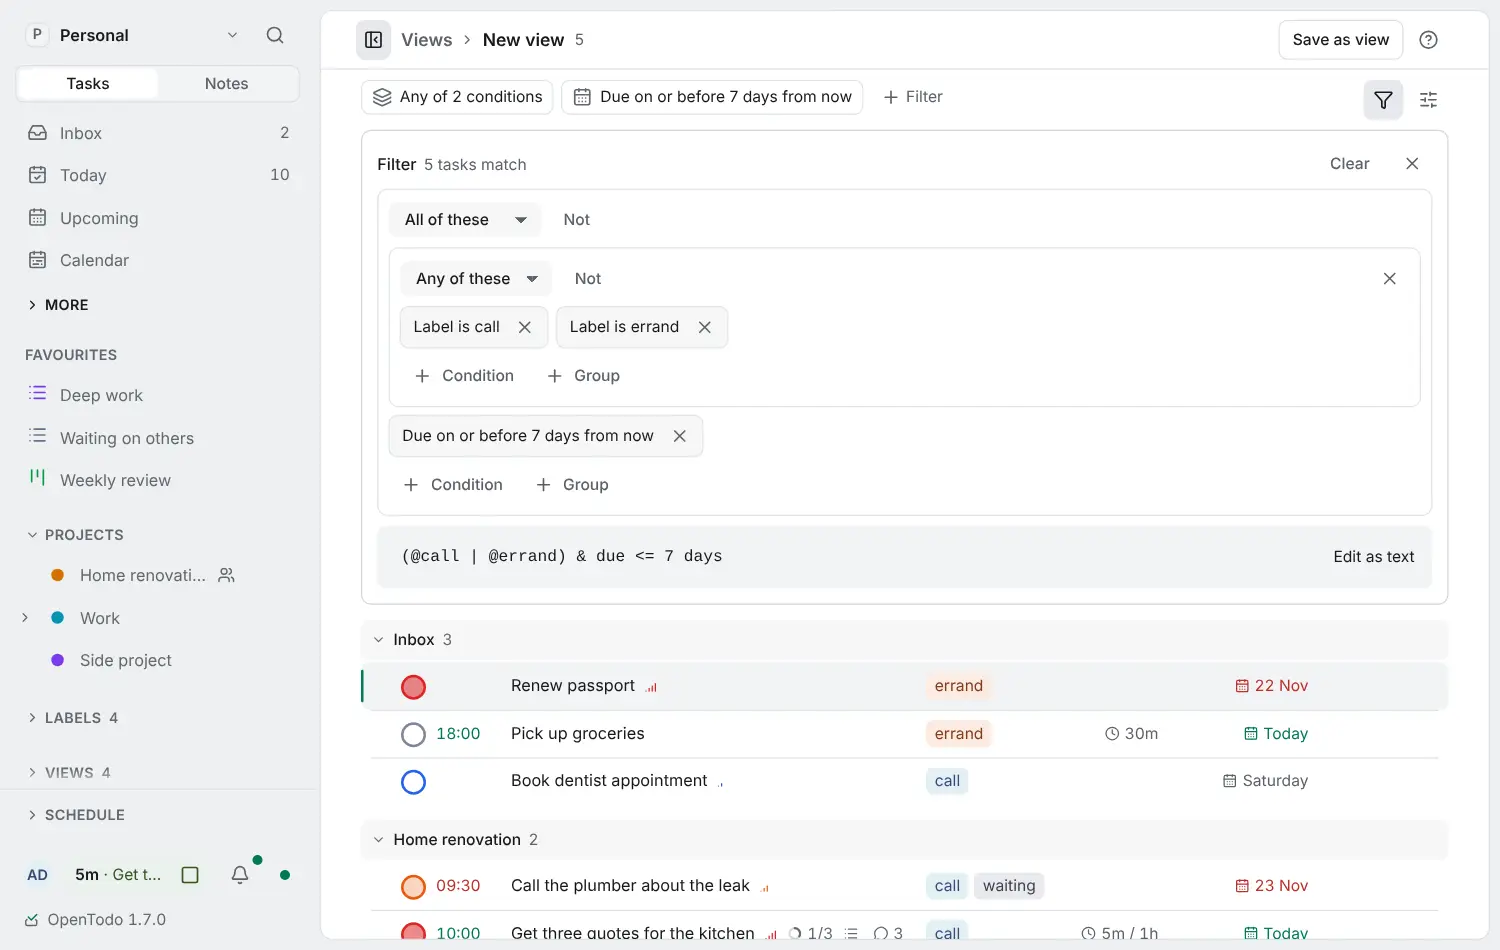 P Personal
Tasks Notes
Inbox 2
Today 10
Upcoming
Calendar
MORE
FAVOURITES
Deep work
Waiting on others
Weekly review
PROJECTS
Home renovati...
Work
Side project
LABELS 4
VIEWS 4
SCHEDULE
AD 5m · Get t...
OpenTodo 1.7.0
Views > New view 5
Save as view
Any of 2 conditions Due on or before 7 days from now + Filter
Filter 5 tasks match
Clear
All of these Not
Any of these Not
Label is call Label is errand
+ Condition + Group
Due on or before 7 days from now
+ Condition + Group
(@call | @errand) & due <= 7 days
Edit as text
Inbox 3
Renew passport errand 22 Nov
18:00 Pick up groceries errand 30m Today
Book dentist appointment call Saturday
Home renovation 2
09:30 Call the plumber about the leak call waiting 23 Nov
10:00 Get three quotes for the kitchen 1/3 3 call 5m / 1h Today